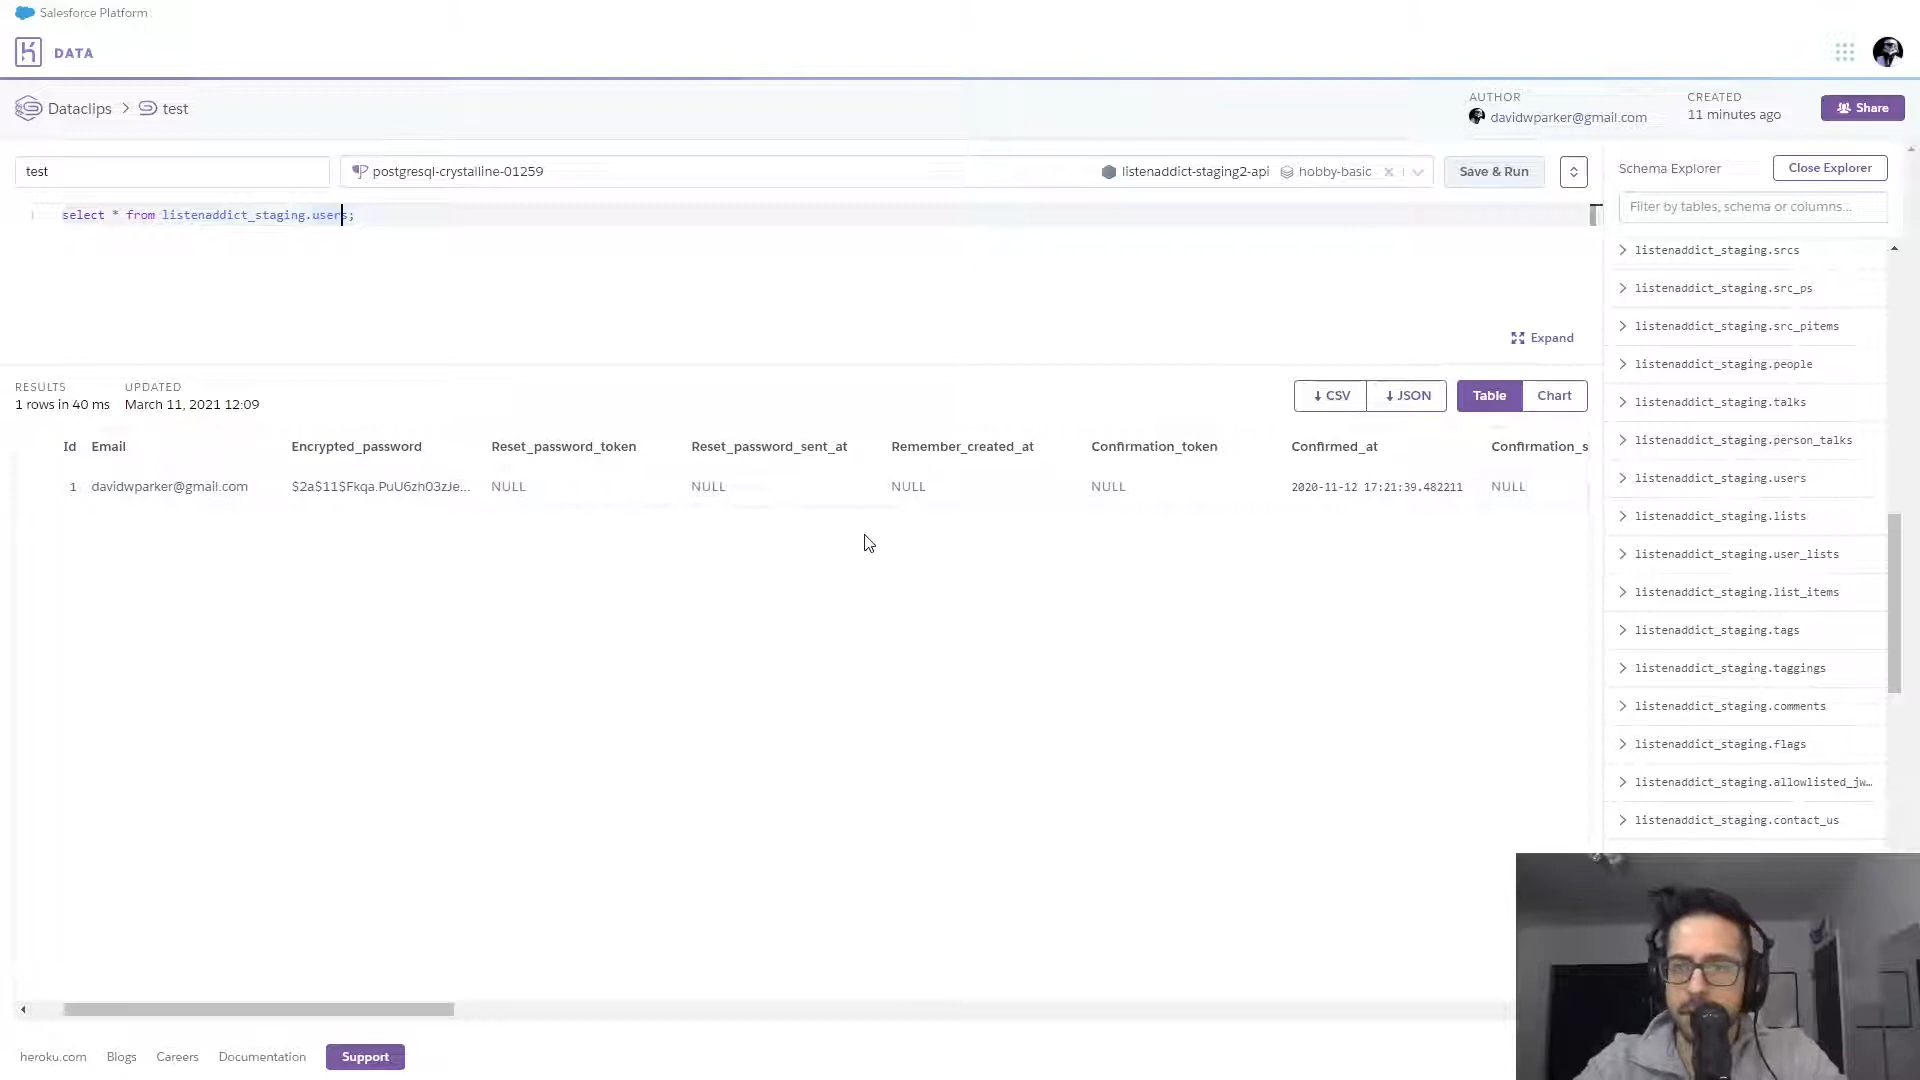 Salesforce Platform
DATA
Dataclips > test
AUTHOR
davidwparker@gmail.com
CREATED
11 minutes ago
Share
test
postgresql-crystalline-01259
listenaddict-staging2-api
hobby-basic
Save & Run
1 select * from listenaddict_staging.users;
Expand
Schema Explorer
Close Explorer
Filter by tables, schema or columns...
listenaddict_staging.srcs
listenaddict_staging.src_ps
listenaddict_staging.src_pitems
listenaddict_staging.people
listenaddict_staging.talks
listenaddict_staging.person_talks
listenaddict_staging.users
listenaddict_staging.lists
listenaddict_staging.user_lists
listenaddict_staging.list_items
listenaddict_staging.tags
listenaddict_staging.taggings
listenaddict_staging.comments
listenaddict_staging.flags
listenaddict_staging.allowlisted_jw…
listenaddict_staging.contact_us
RESULTS
1 rows in 40 ms
UPDATED
March 11, 2021 12:09
CSV
JSON
Table
Chart
Id Email Encrypted_password Reset_password_token Reset_password_sent_at Remember_created_at Confirmation_token Confirmed_at Confirmation_s
1 davidwparker@gmail.com $2a$11$Fkqa.PuU6zh03zJe... NULL NULL NULL NULL 2020-11-12 17:21:39.482211 NULL
heroku.com Blogs Careers Documentation Support